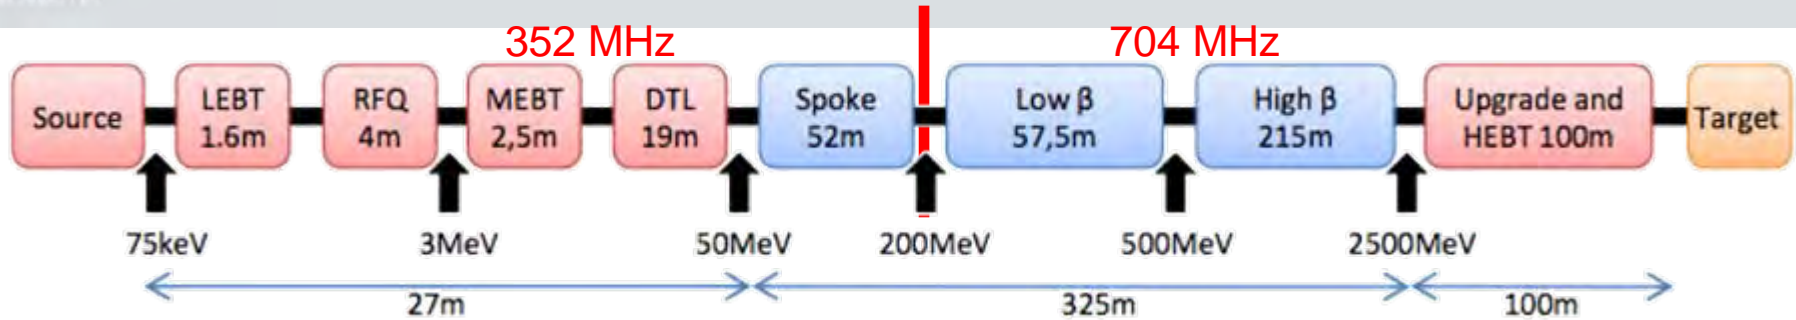 352 MHz
704 MHz
Source
LEBT
1.6m
RFQ
4m
MEBT
2,5m
DTL
19m
Spoke
52m
Low β
57,5m
High β
215m
Upgrade and
HEBT 100m
Target
75keV
3MeV
50MeV
200MeV
500MeV
2500MeV
27m
325m
100m